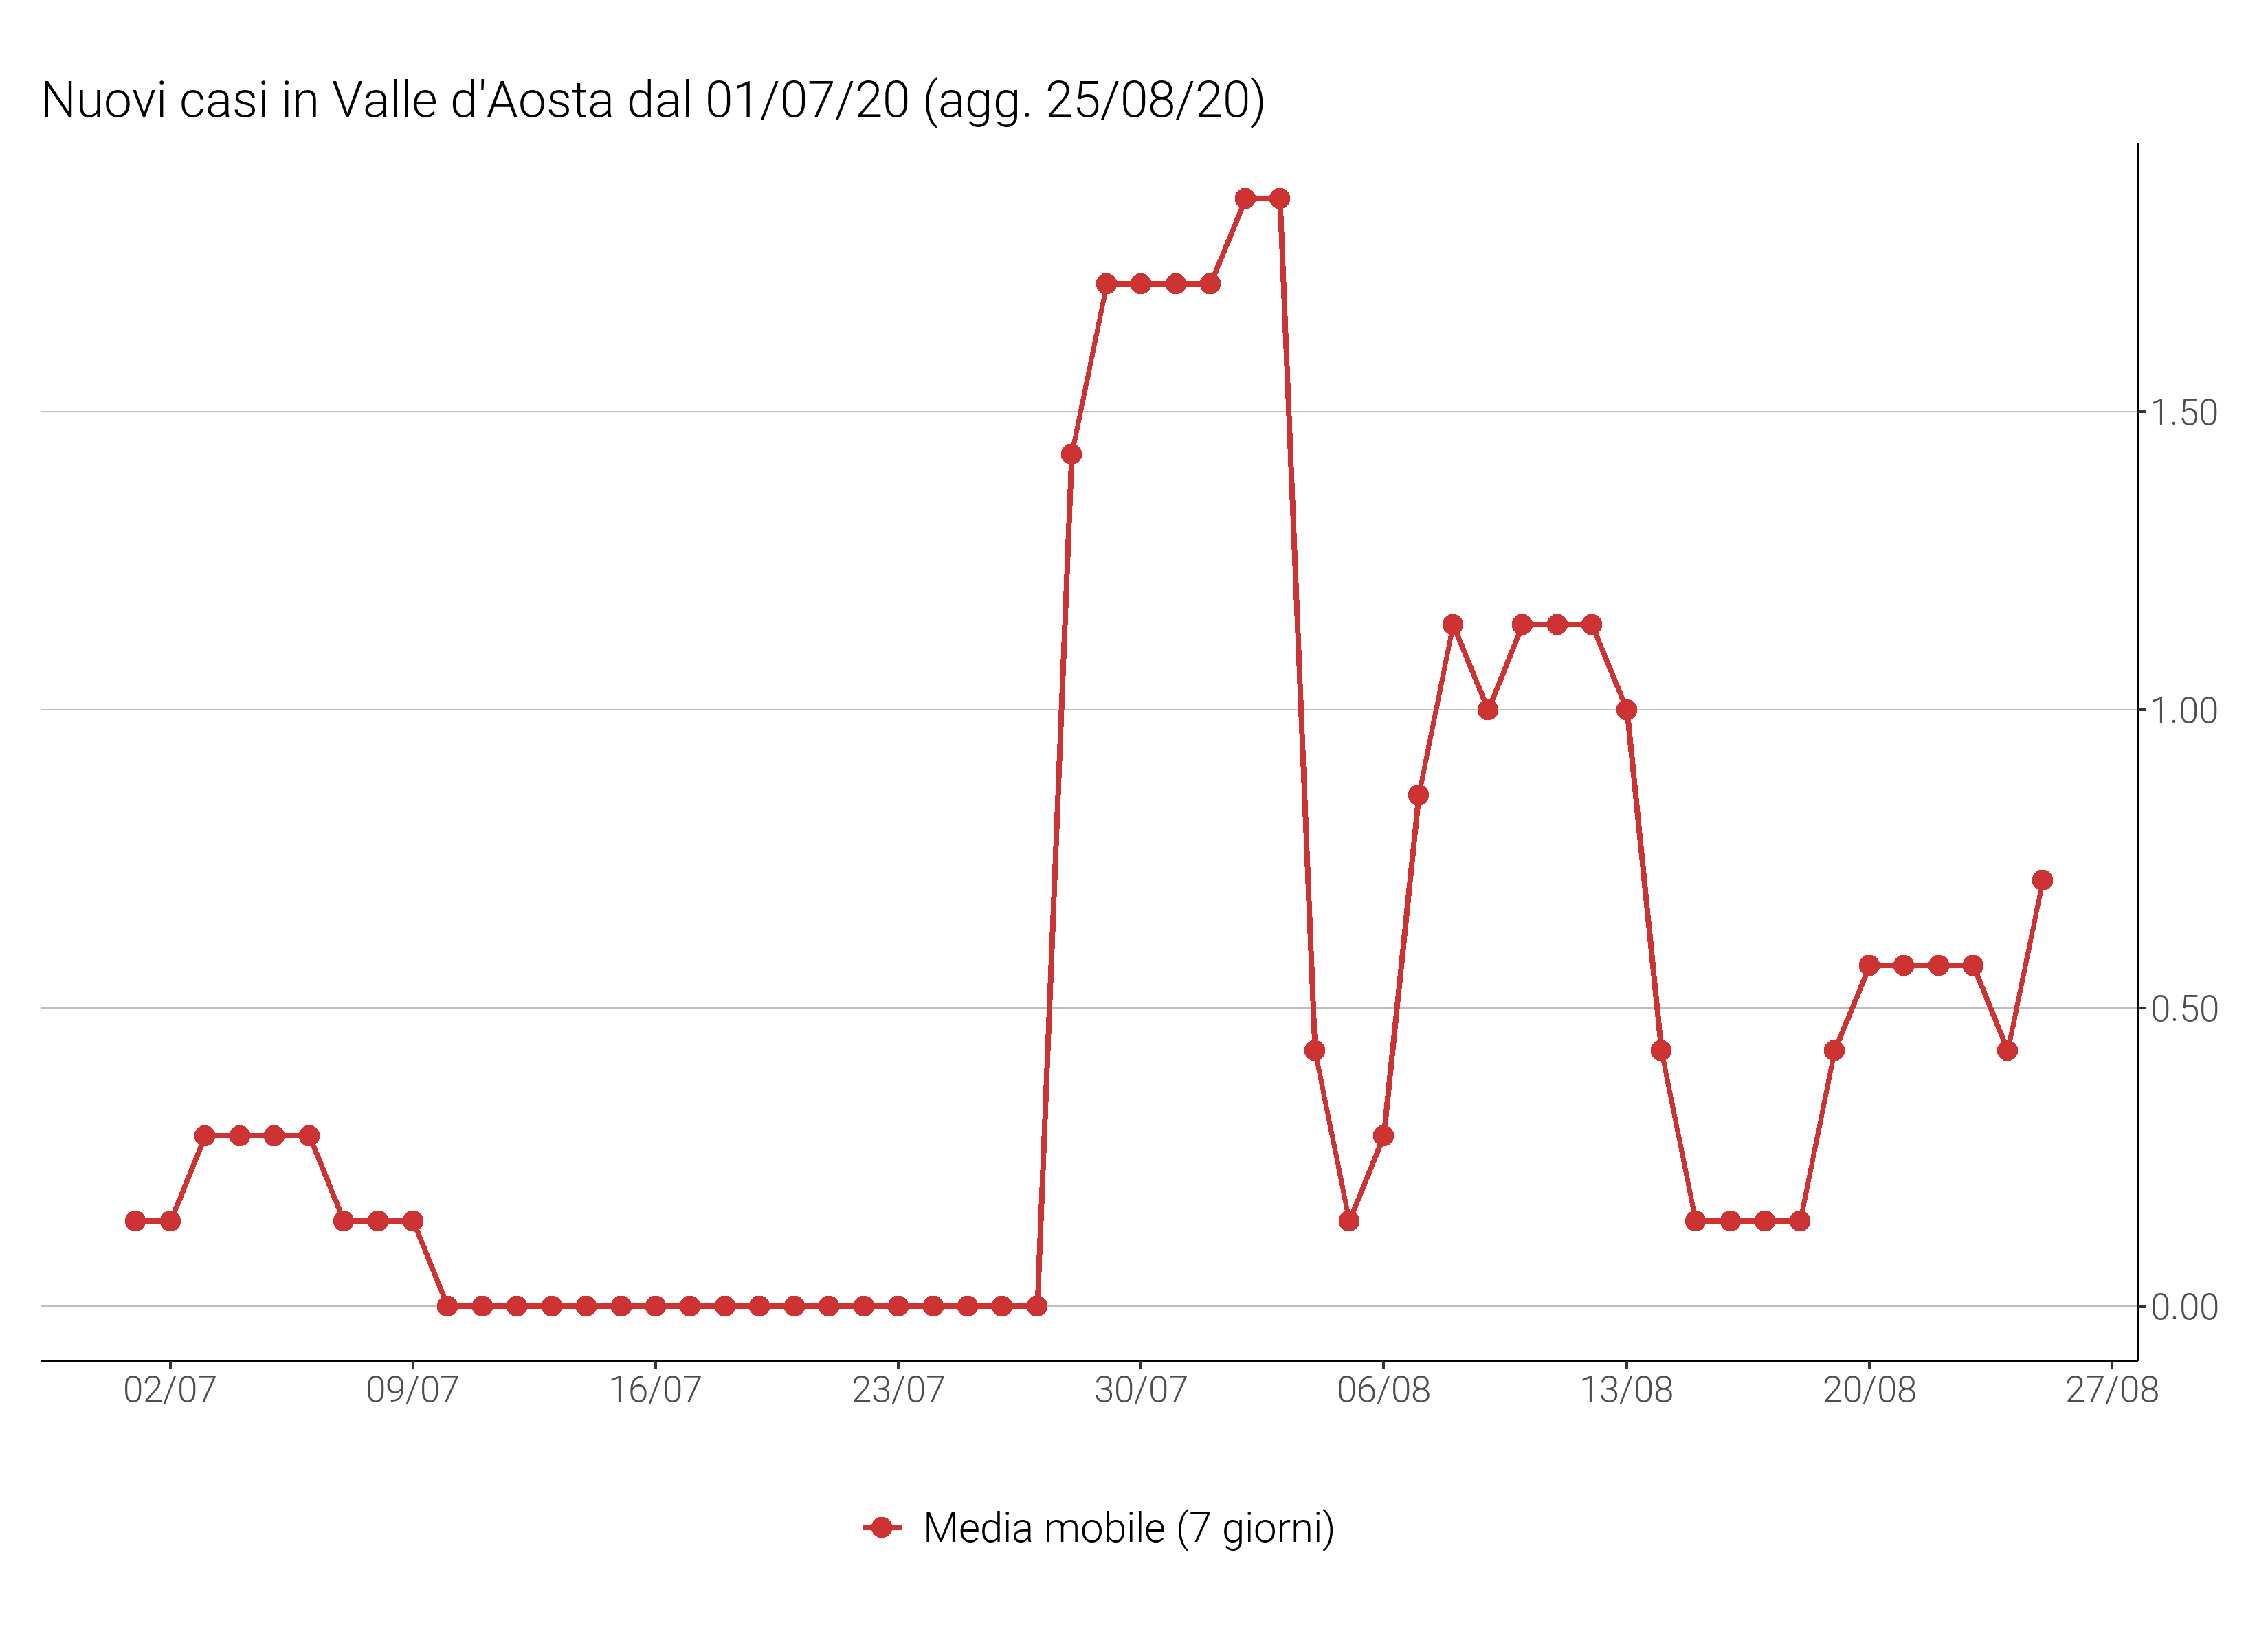 Nuovi casi in Valle d'Aosta dal 01/07/20 (agg. 25/08/20)
1.50
1.00
0.50
0.00
02/07 09/07 16/07 23/07 30/07 06/08 13/08 20/08 27/08
Media mobile (7 giorni)